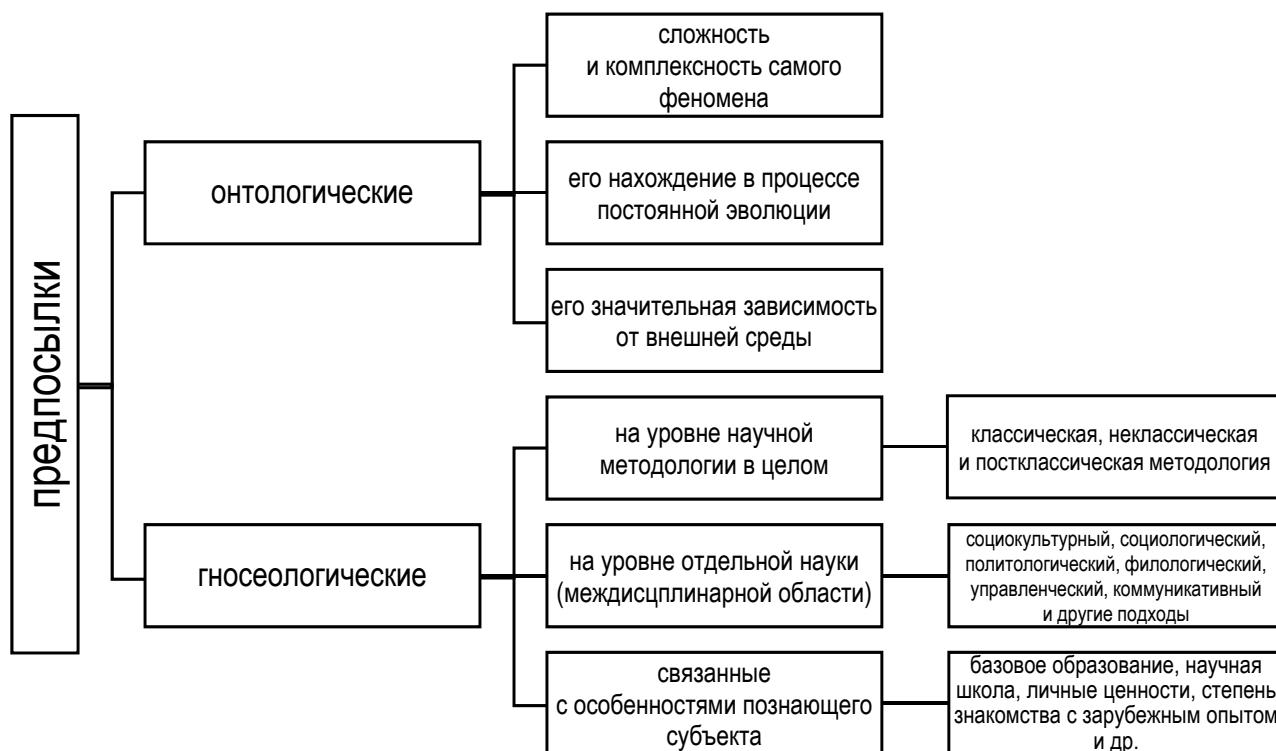 предпосылки
онтологические
сложность
и комплексность самого
феномена
его нахождение в процессе
постоянной эволюции
его значительная зависимость
от внешней среды
гносеологические
на уровне научной
методологии в целом
классическая, неклассическая
и постклассическая методология
на уровне отдельной науки
(междисцплинарной области)
социокультурный, социологический,
политологический, филологический,
управленческий, коммуникативный
и другие подходы
связанные
с особенностями познающего
субъекта
базовое образование, научная
школа, личные ценности, степень
знакомства с зарубежным опытом
и др.